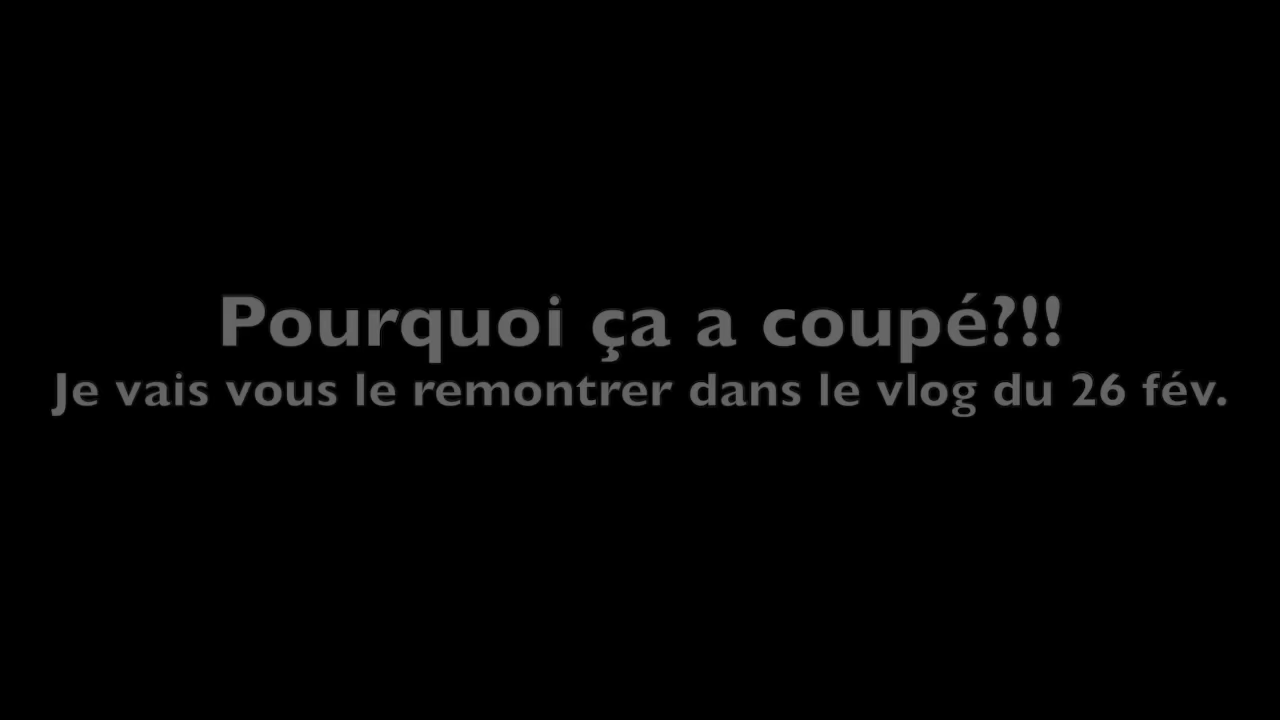 Pourquoi ça a coupé?!!
Je vais vous le remontrer dans le vlog du 26 fév.